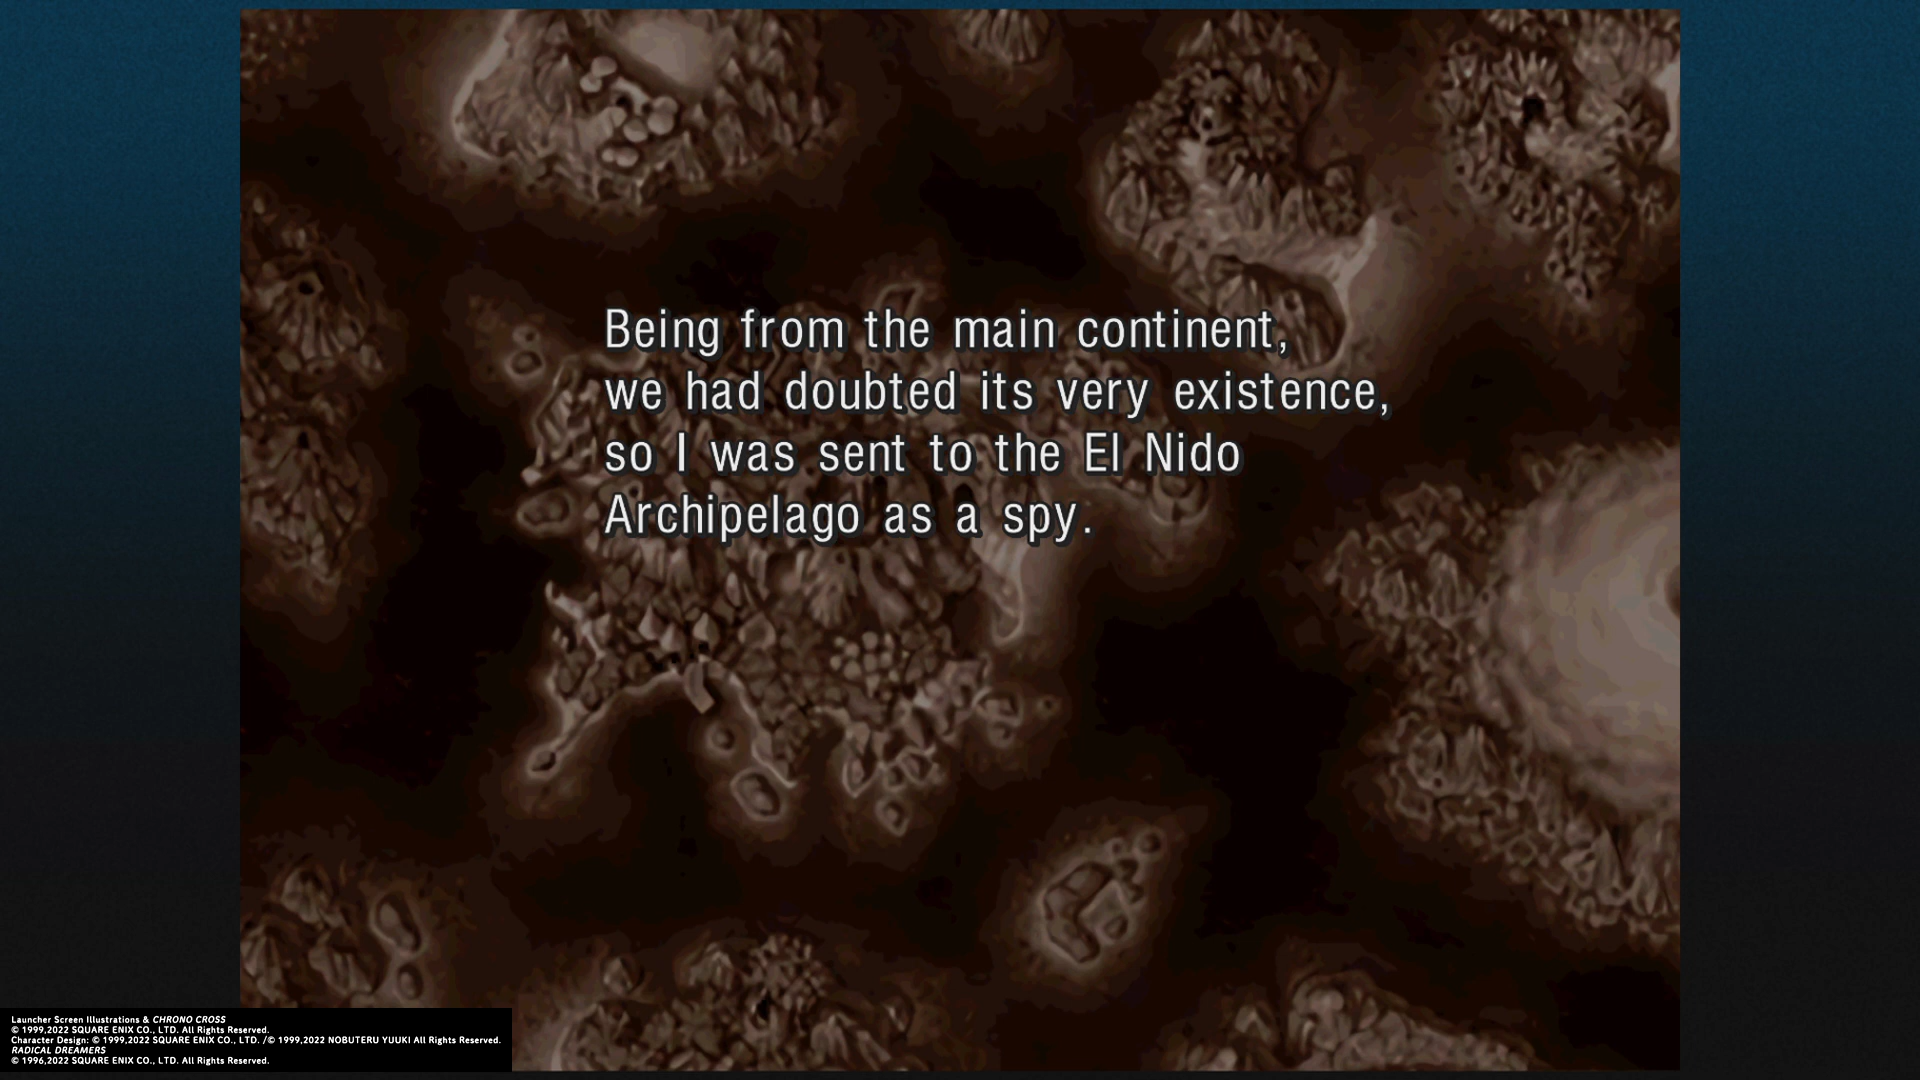 Being from the main continent,
we had doubted its very existence,
so I was sent to the El Nido
Archipelago as a spy.
Launcher Screen Illustrations & CHRONO CROSS
© 1999,2022 SQUARE ENIX CO., LTD. All Rights Reserved.
Character Design: © 1999,2022 SQUARE ENIX CO., LTD. /© 1999,2022 NOBUTERU YUUKI All Rights Reserved.
RADICAL DREAMERS
© 1996,2022 SQUARE ENIX CO., LTD. All Rights Reserved.